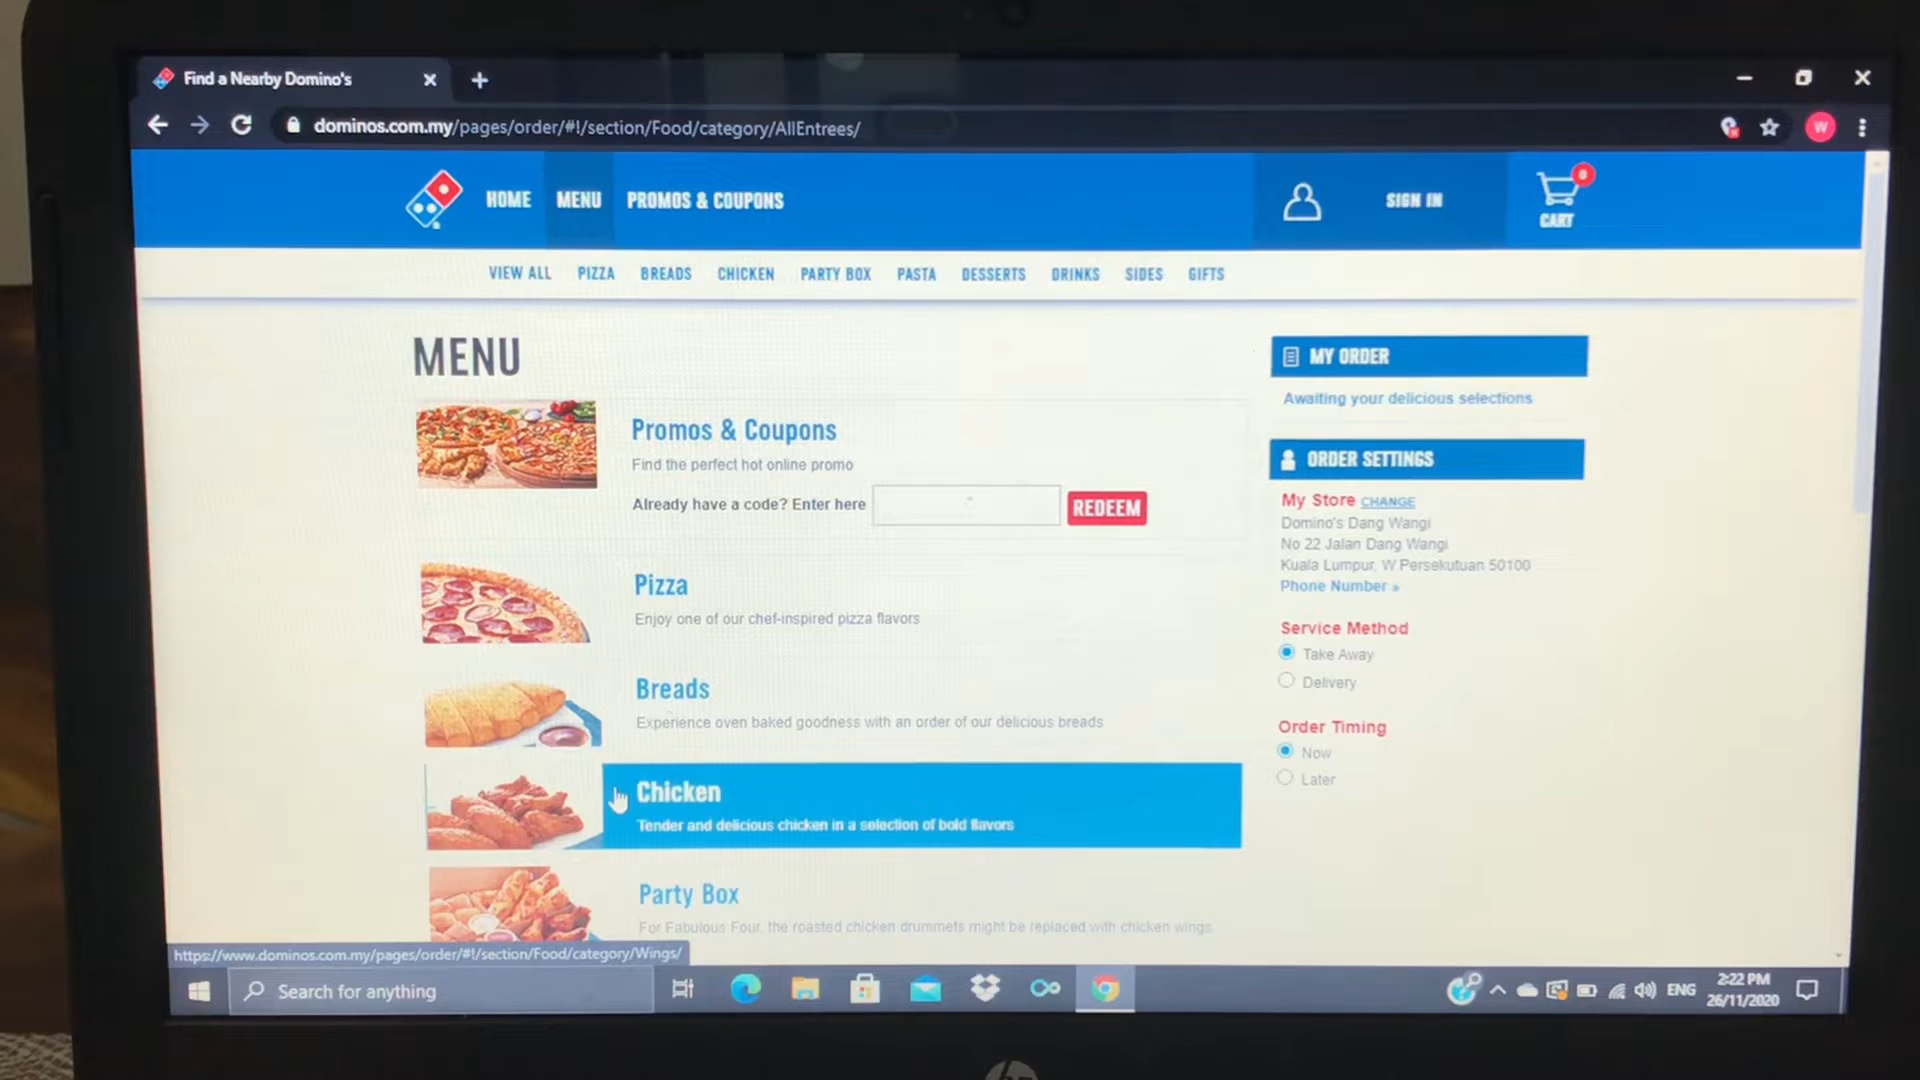 Find a Nearby Domino's
dominos.com.my/pages/order/#!/section/Food/category/AllEntrees/
W
HOME MENU PROMOS & COUPONS SIGN IN 0 CART
VIEW ALL PIZZA BREADS CHICKEN PARTY BOX PASTA DESSERTS DRINKS SIDES GIFTS
MENU
Promos & Coupons
Find the perfect hot online promo
Already have a code? Enter here REDEEM
Pizza
Enjoy one of our chef-inspired pizza flavors
Breads
Experience oven baked goodness with an order of our delicious breads
Chicken
Tender and delicious chicken in a selection of bold flavors
Party Box
For Fabulous Four, the roasted chicken drummets might be replaced with chicken wings.
MY ORDER
Awaiting your delicious selections
ORDER SETTINGS
My Store CHANGE
Domino's Dang Wangi
No 22 Jalan Dang Wangi
Kuala Lumpur, W.Persekutuan 50100
Phone Number »
Service Method
Take Away
Delivery
Order Timing
Now
Later
https://www.dominos.com.my/pages/order/#!/section/Food/category/Wings/
Search for anything
ENG
2:22 PM
26/11/2020
hp